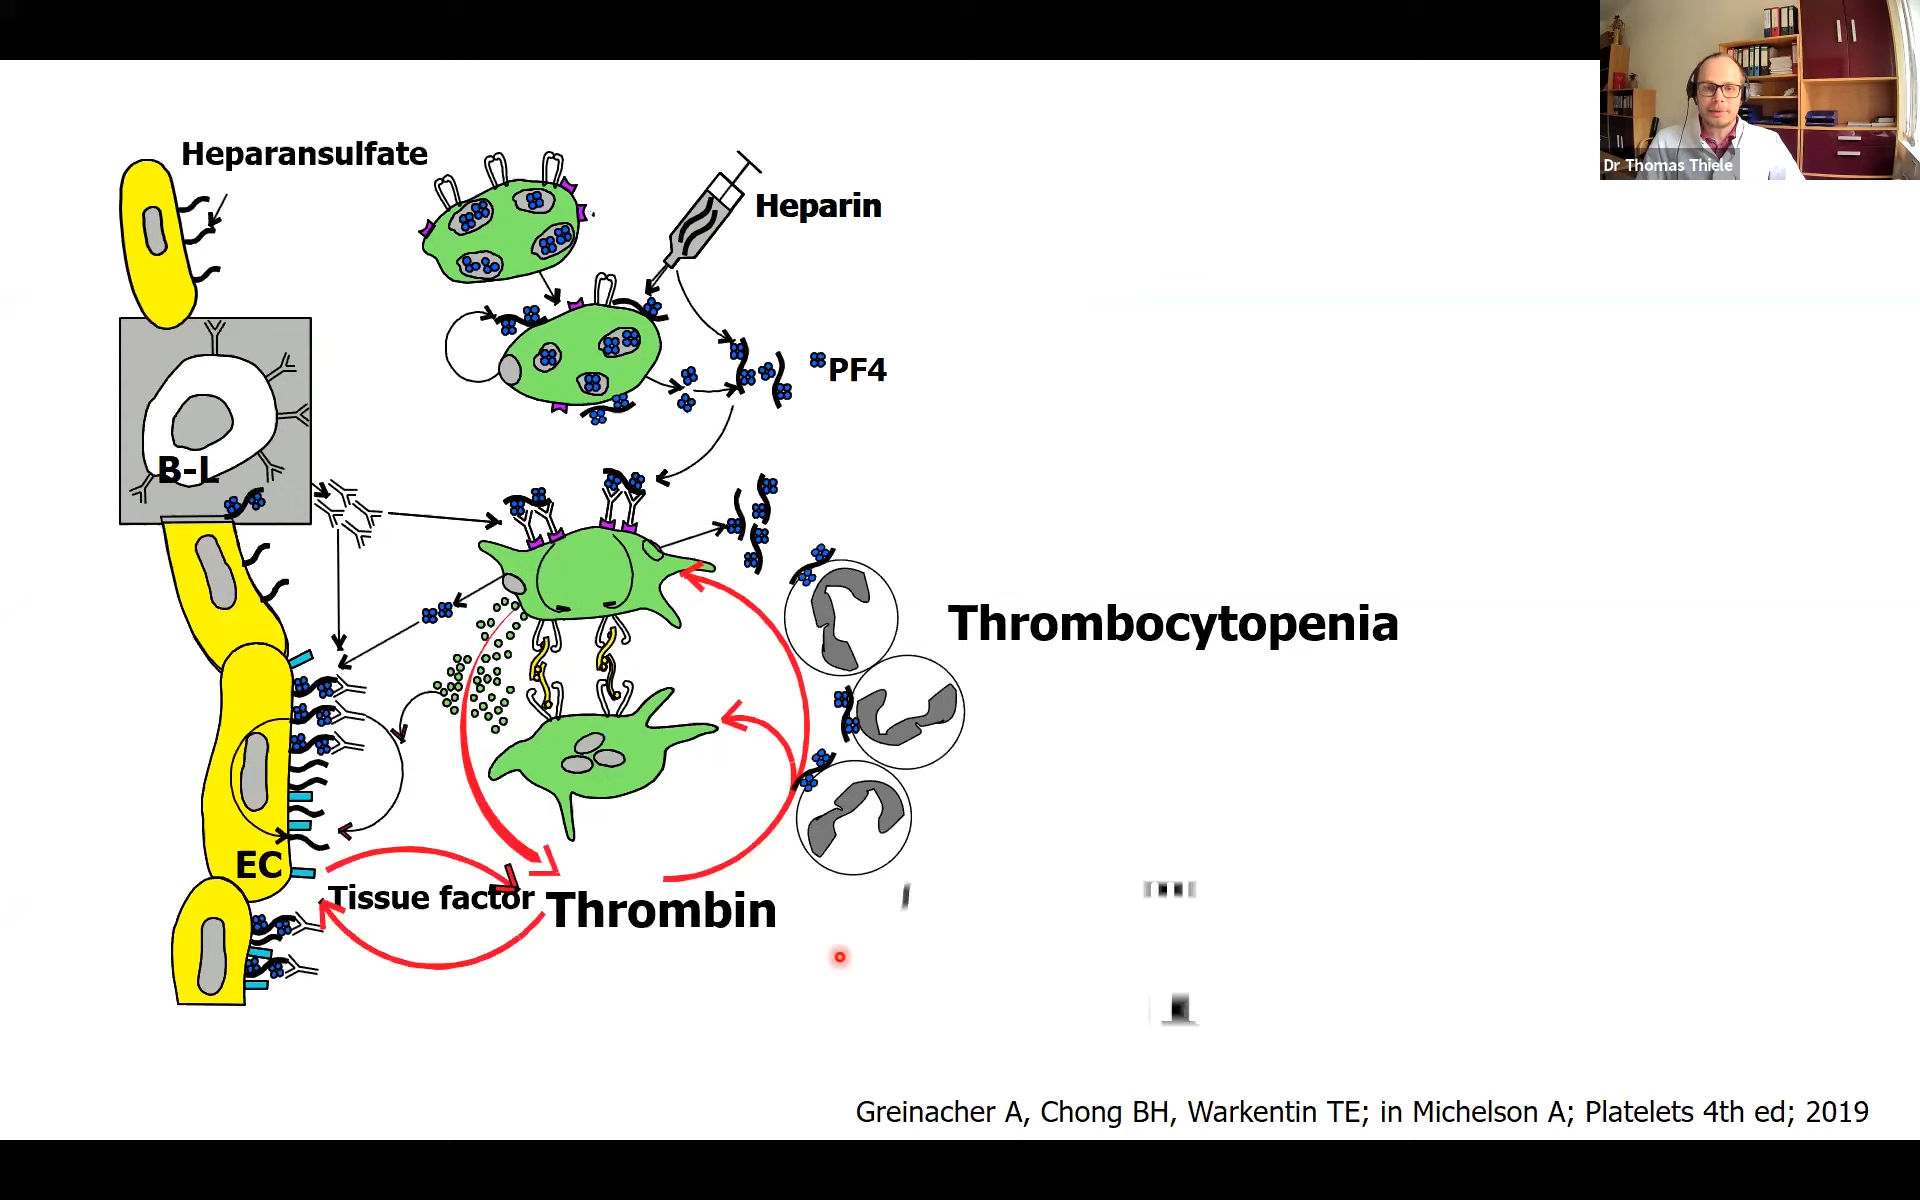 Dr Thomas Thiele
Heparansulfate
Heparin
PF4
B-L
Thrombocytopenia
EC
Tissue factor
Thrombin
Greinacher A, Chong BH, Warkentin TE; in Michelson A; Platelets 4th ed; 2019